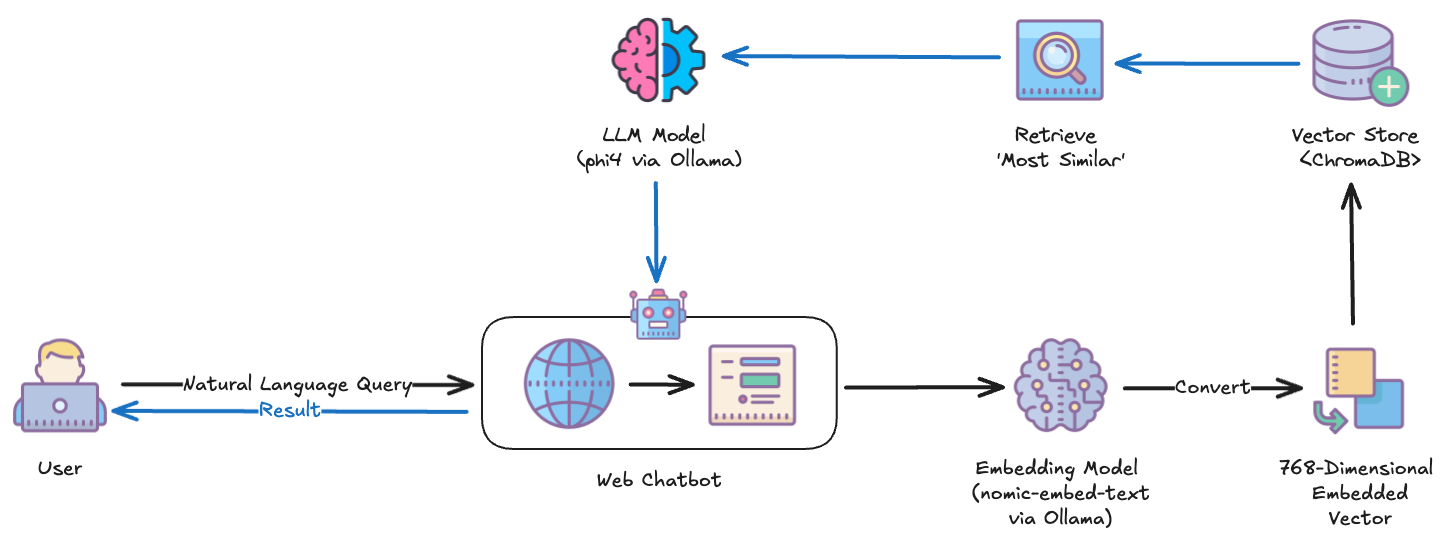 LLM Model
(phi4 via Ollama)
Retrieve
'Most Similar'
Vector Store
<ChromaDB>
Natural Language Query
Result
User
Web Chatbot
Convert
Embedding Model
(nomic-embed-text
via Ollama)
768-Dimensional
Embedded
Vector